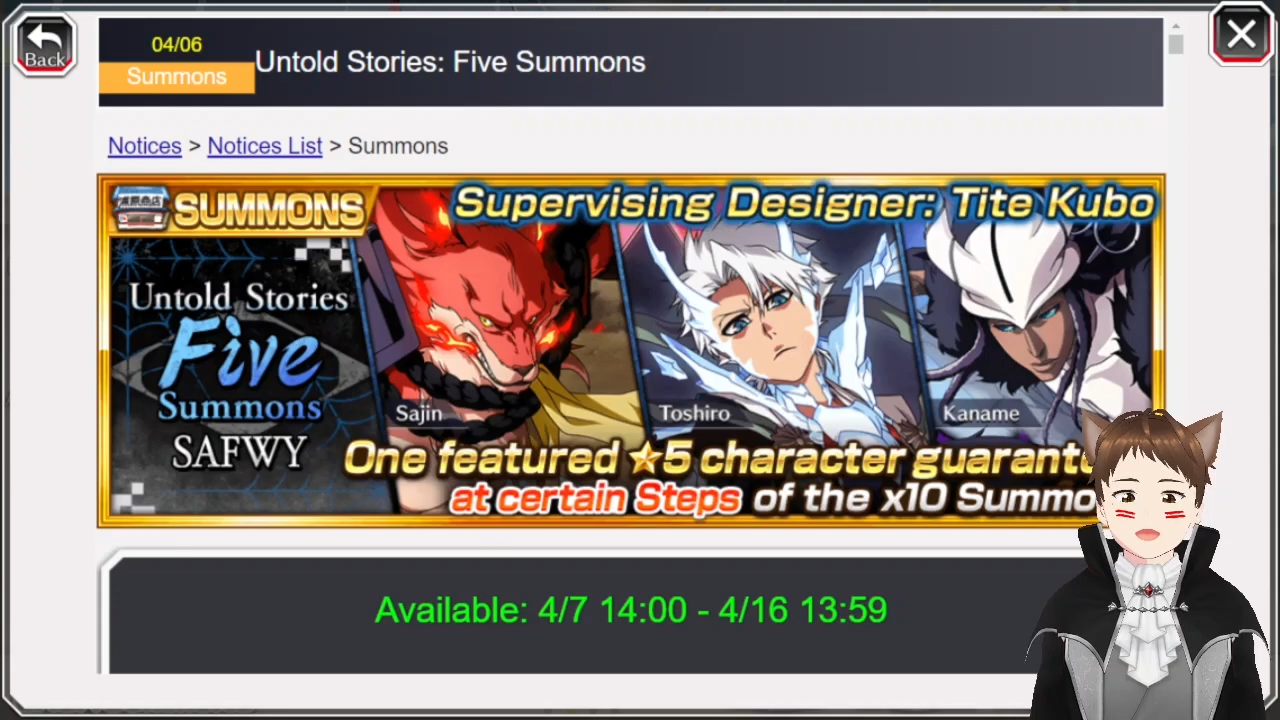 Back
04/06
Summons
Untold Stories: Five Summons
Notices > Notices List > Summons
SUMMONS
Supervising Designer: Tite Kubo
Untold Stories
Five
Summons
SAFWY
Sajin
Toshiro
Kaname
One featured ★5 character
at certain Steps of the x10
Available: 4/7 14:00 - 4/16 13:59